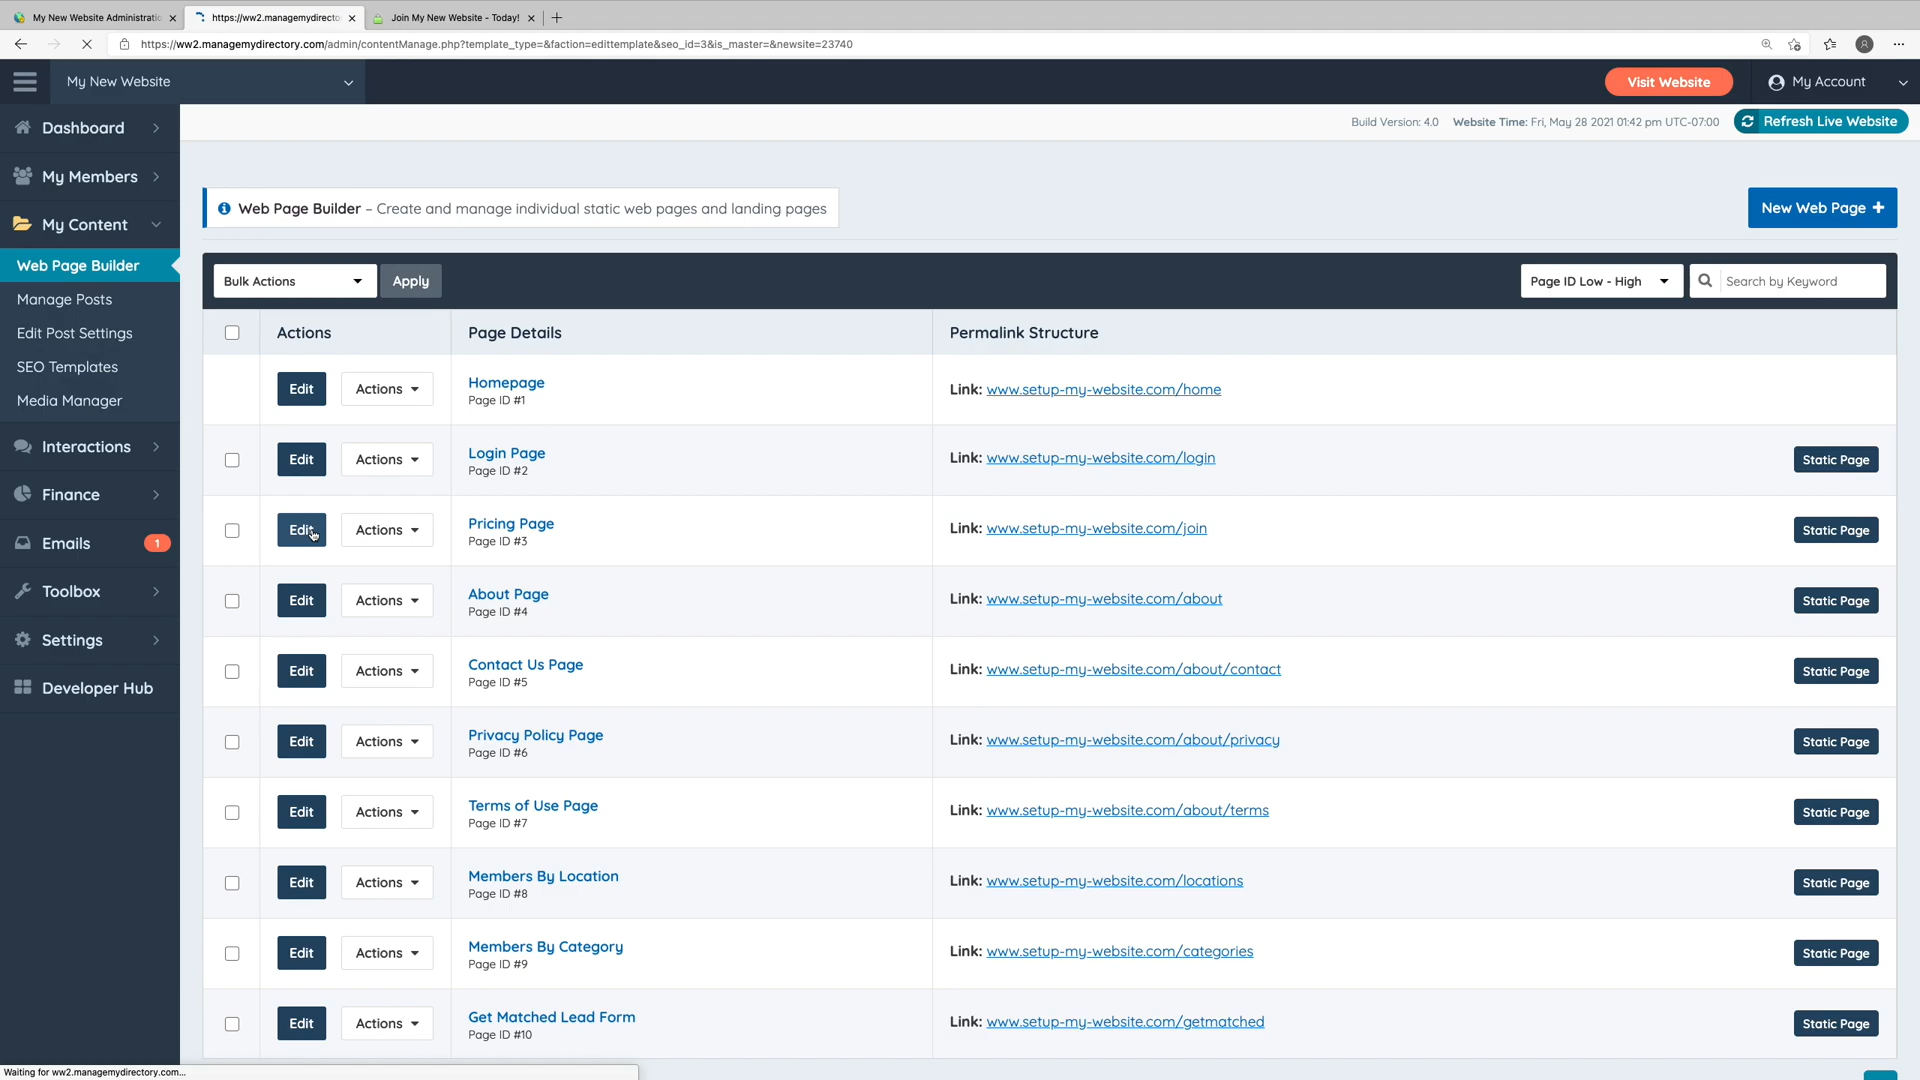 My New Website Administratio
https://ww2.managemydirecto
Join My New Website - Today!
https://ww2.managemydirectory.com/admin/contentManage.php?template_type=&faction=edittemplate&seo_id=3&is_master=&newsite=23740
My New Website
Visit Website
My Account
Build Version: 4.0 Website Time: Fri, May 28 2021 01:42 pm UTC-07:00 Refresh Live Website
Dashboard
My Members
My Content
Web Page Builder
Manage Posts
Edit Post Settings
SEO Templates
Media Manager
Interactions
Finance
Emails 1
Toolbox
Settings
Developer Hub
Web Page Builder – Create and manage individual static web pages and landing pages
New Web Page +
Bulk Actions Apply Page ID Low - High Search by Keyword
Actions Page Details Permalink Structure
Edit Actions Homepage Link: www.setup-my-website.com/home
Page ID #1
Edit Actions Login Page Link: www.setup-my-website.com/login Static Page
Page ID #2
Edit Actions Pricing Page Link: www.setup-my-website.com/join Static Page
Page ID #3
Edit Actions About Page Link: www.setup-my-website.com/about Static Page
Page ID #4
Edit Actions Contact Us Page Link: www.setup-my-website.com/about/contact Static Page
Page ID #5
Edit Actions Privacy Policy Page Link: www.setup-my-website.com/about/privacy Static Page
Page ID #6
Edit Actions Terms of Use Page Link: www.setup-my-website.com/about/terms Static Page
Page ID #7
Edit Actions Members By Location Link: www.setup-my-website.com/locations Static Page
Page ID #8
Edit Actions Members By Category Link: www.setup-my-website.com/categories Static Page
Page ID #9
Edit Actions Get Matched Lead Form Link: www.setup-my-website.com/getmatched Static Page
Page ID #10
Waiting for ww2.managemydirectory.com...